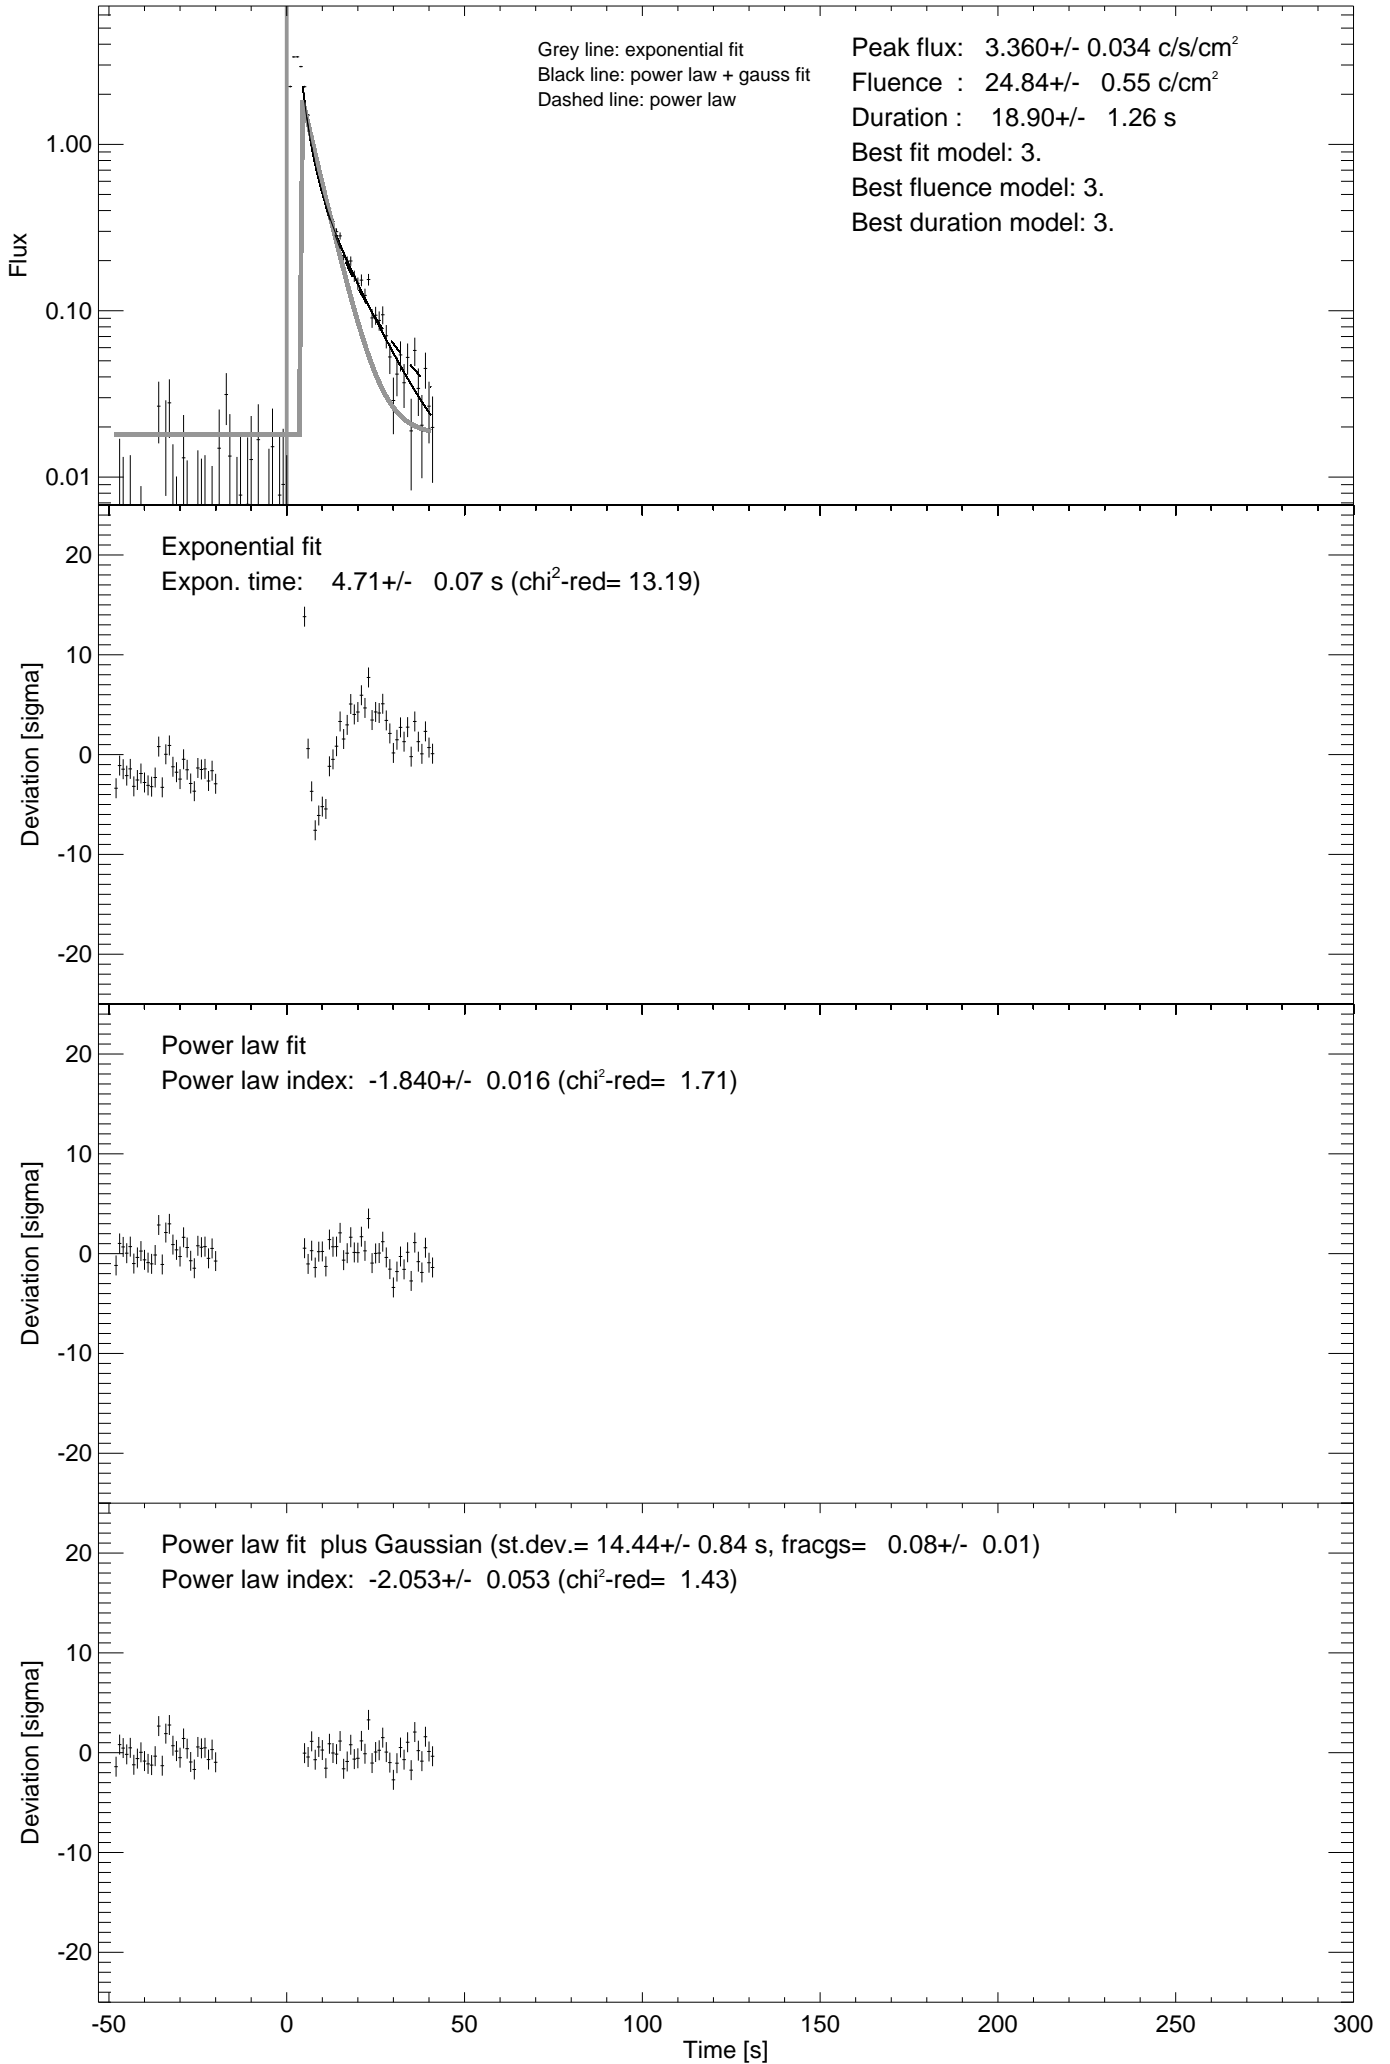 Grey line: exponential fit
Black line: power law + gauss fit
Dashed line: power law
Peak flux: 3.360+/- 0.034 c/s/cm²
Fluence : 24.84+/- 0.55 c/cm²
Duration : 18.90+/- 1.26 s
Best fit model: 3.
Best fluence model: 3.
Best duration model: 3.
1.00
0.10
0.01
Flux
Exponential fit
Expon. time: 4.71+/- 0.07 s (chi²-red= 13.19)
20
10
0
-10
-20
Deviation [sigma]
Power law fit
Power law index: -1.840+/- 0.016 (chi²-red= 1.71)
20
10
0
-10
-20
Deviation [sigma]
Power law fit plus Gaussian (st.dev.= 14.44+/- 0.84 s, fracgs= 0.08+/- 0.01)
Power law index: -2.053+/- 0.053 (chi²-red= 1.43)
20
10
0
-10
-20
Deviation [sigma]
-50 0 50 100 150 200 250 300
Time [s]